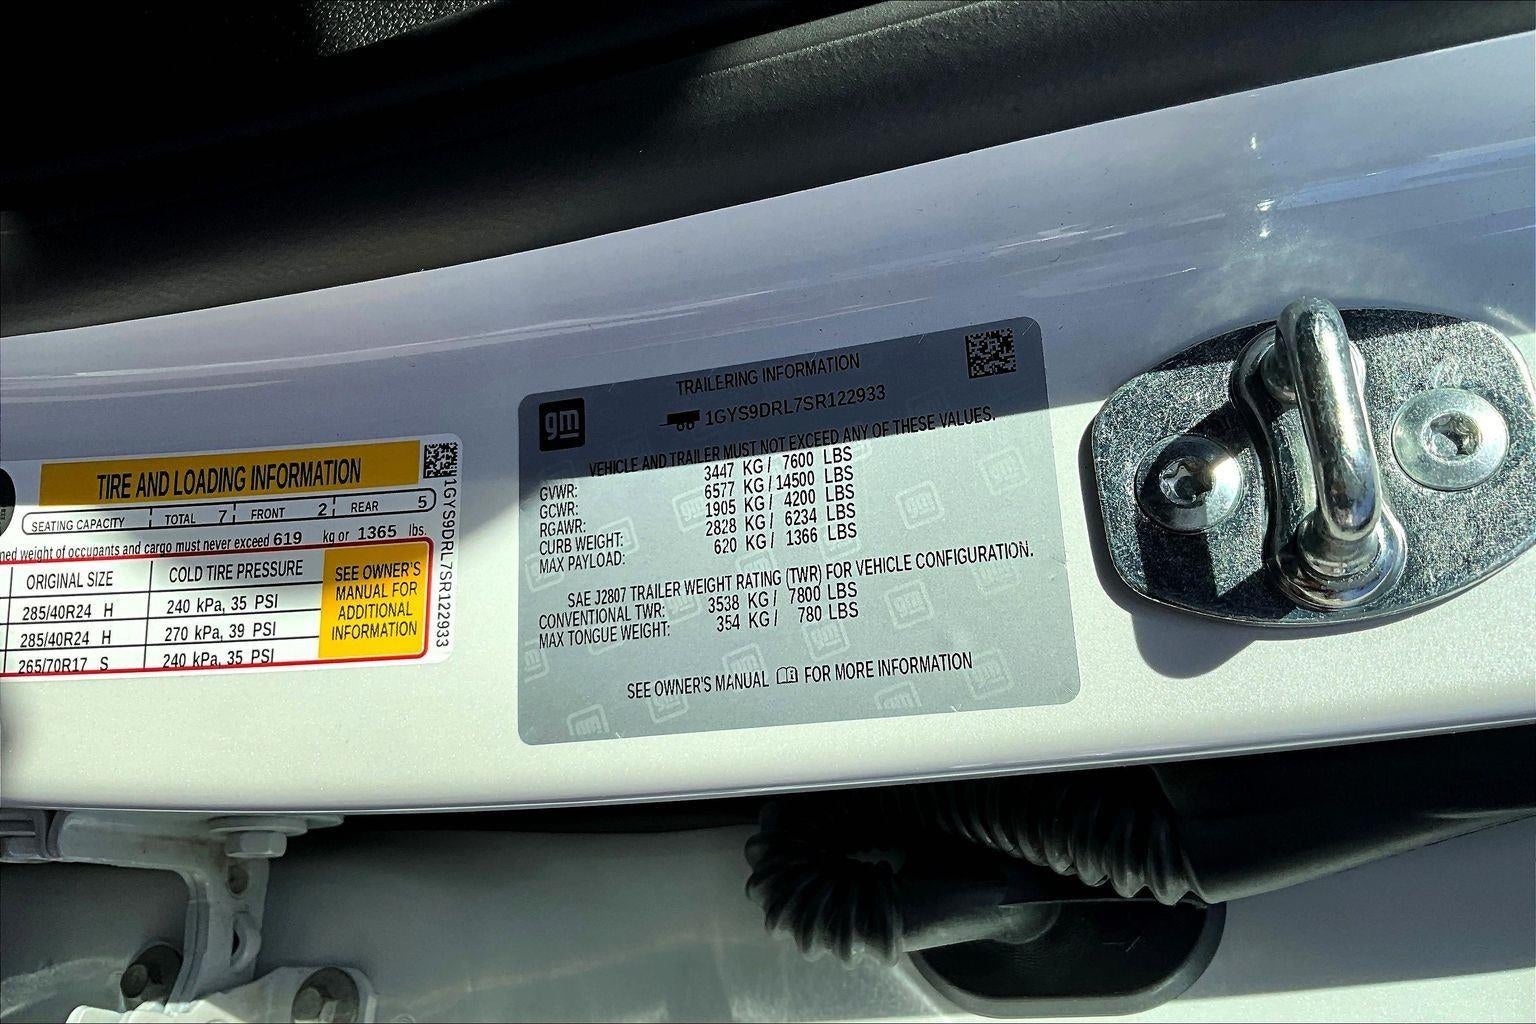 TIRE AND LOADING INFORMATION
SEATING CAPACITY TOTAL 7 FRONT 2 REAR 5
weight of occupants and cargo must never exceed 619 kg or 1365 lbs.
ORIGINAL SIZE COLD TIRE PRESSURE
285/40R24 H 240 kPa, 35 PSI
285/40R24 H 270 kPa, 39 PSI
265/70R17 S 240 kPa, 35 PSI
SEE OWNER'S
MANUAL FOR
ADDITIONAL
INFORMATION
1GYS9DRL7SR122933
gm
TRAILERING INFORMATION
1GYS9DRL7SR122933
VEHICLE AND TRAILER MUST NOT EXCEED ANY OF THESE VALUES.
GVWR: 3447 KG/ 7600 LBS
GCWR: 6577 KG/ 14500 LBS
RGAWR: 1905 KG/ 4200 LBS
CURB WEIGHT: 2828 KG/ 6234 LBS
MAX PAYLOAD: 620 KG/ 1366 LBS
SAE J2807 TRAILER WEIGHT RATING (TWR) FOR VEHICLE CONFIGURATION.
CONVENTIONAL TWR: 3538 KG/ 7800 LBS
MAX TONGUE WEIGHT: 354 KG/ 780 LBS
SEE OWNER'S MANUAL FOR MORE INFORMATION